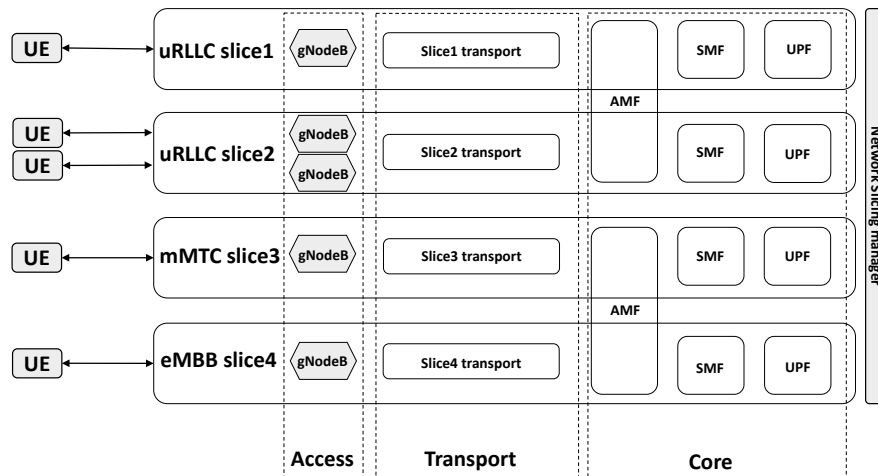 UE
uRLLC slice1
gNodeB
Slice1 transport
SMF
UPF
AMF
UE
UE
uRLLC slice2
gNodeB
gNodeB
Slice2 transport
SMF
UPF
UE
mMTC slice3
gNodeB
Slice3 transport
SMF
UPF
AMF
UE
eMBB slice4
gNodeB
Slice4 transport
SMF
UPF
Network Slicing manager
Access
Transport
Core